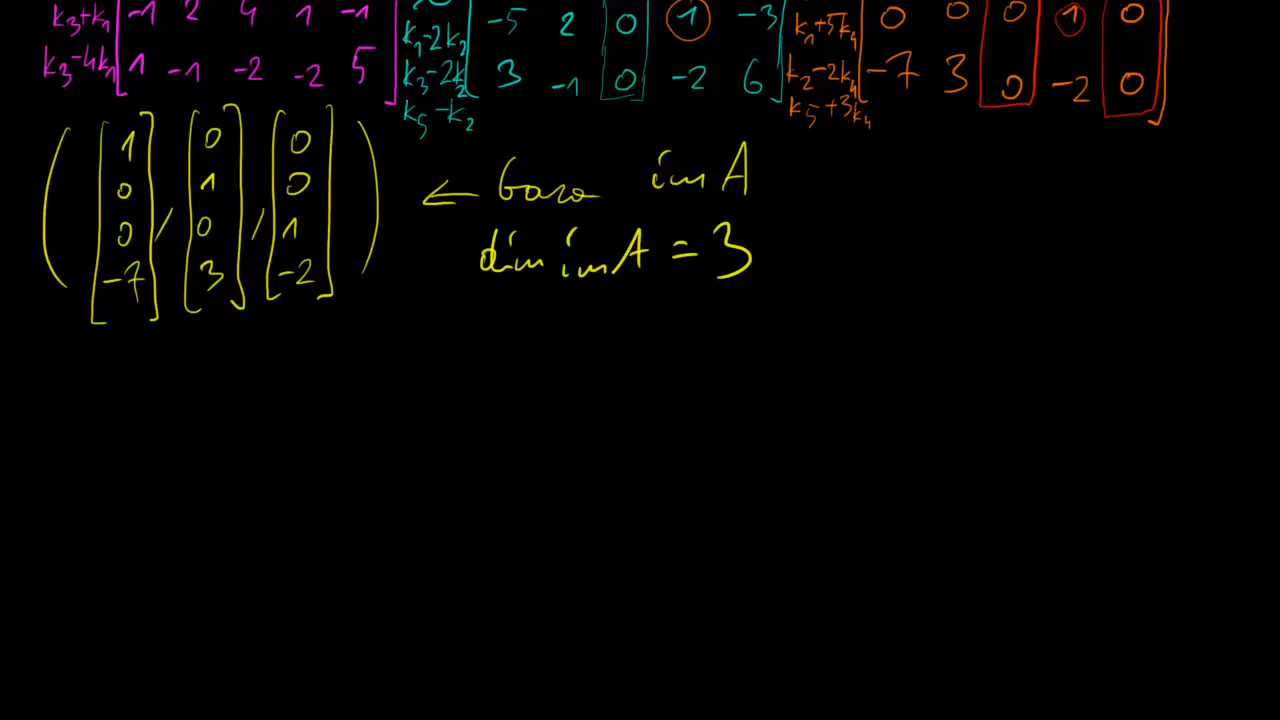 k₃+k₁ -1 2 4 1 -1 -5 2 0 1 -3 k₁+5k₄ 0 0 0 1 0
k₁-2k₂
k₃-4k₁ 1 -1 -2 -2 5 k₃-2k₂ 3 -1 0 -2 6 k₂-2k₄ -7 3 0 -2 0
k₅-k₂ k₅+3k₄
1 0 0
0 1 0
0 , 0 , 1
-7 3 -2
← baza im A
dim im A = 3